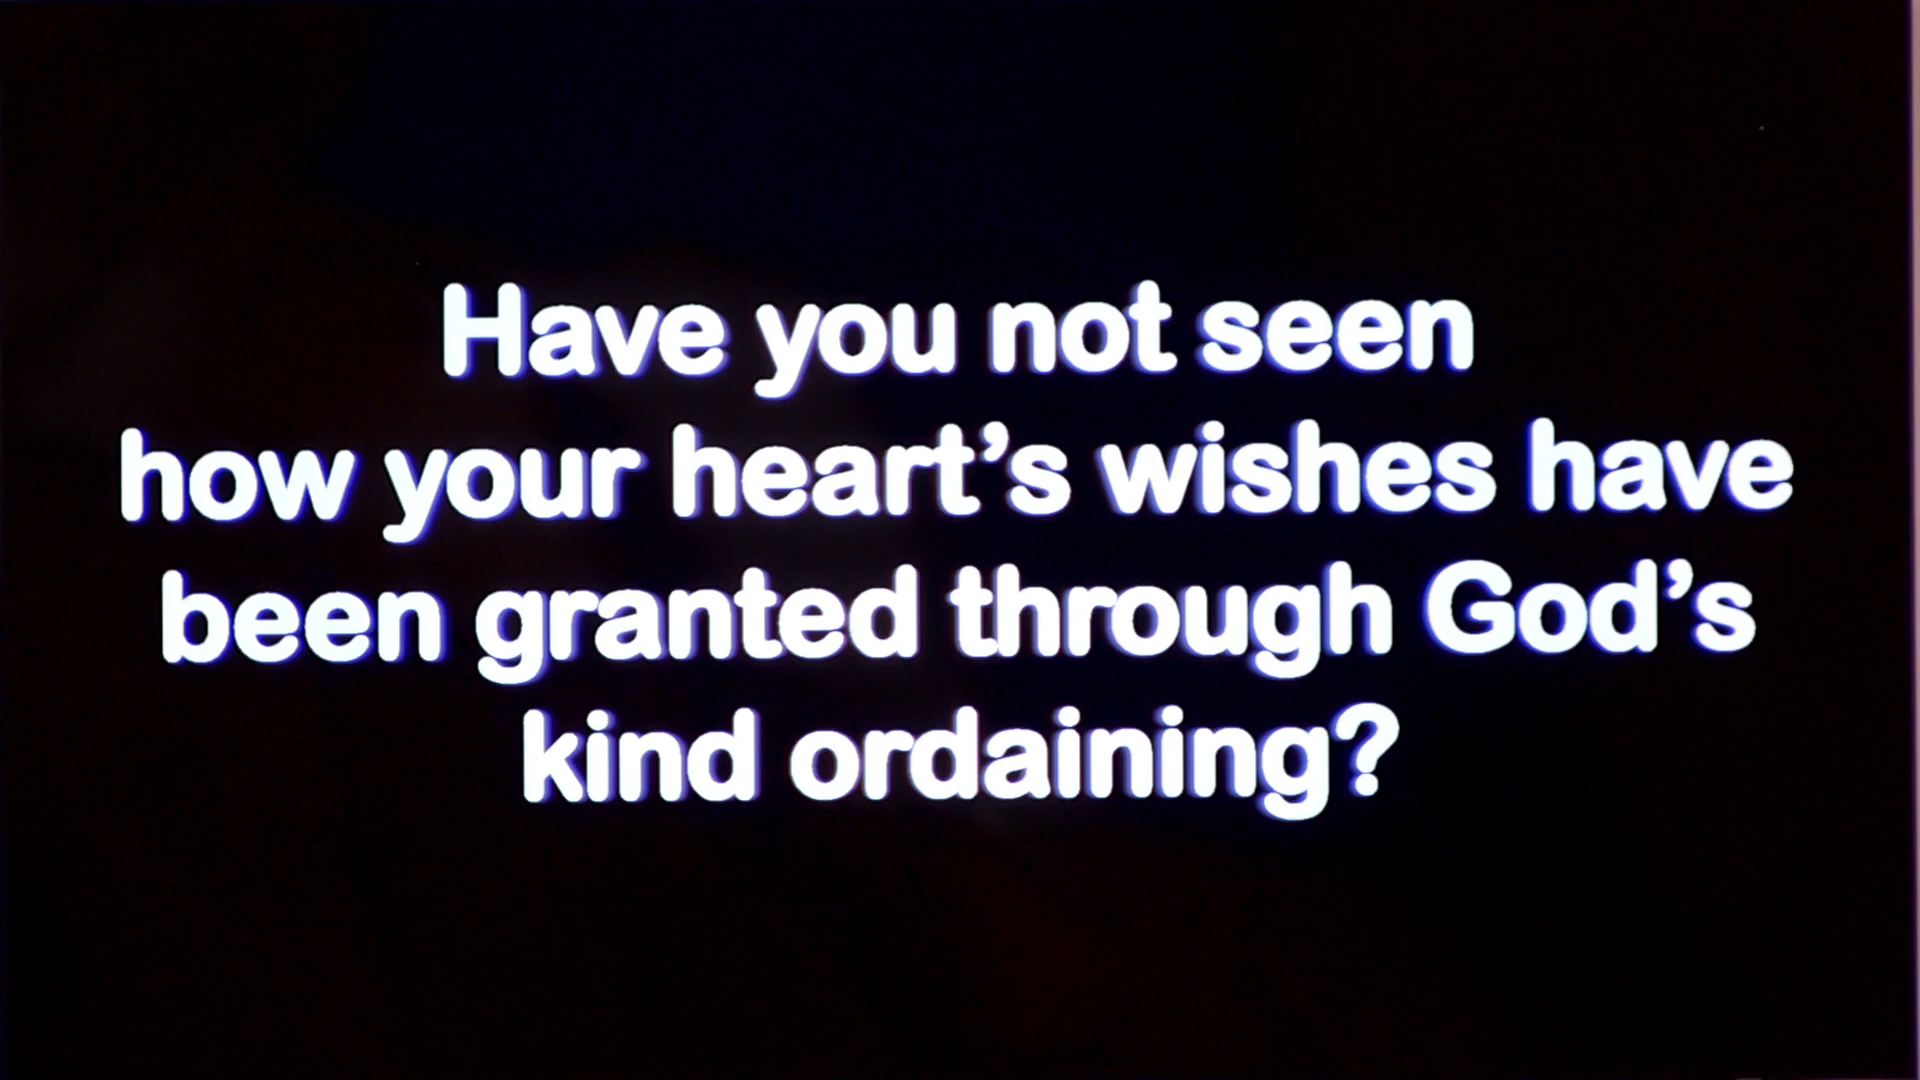 Have you not seen
how your heart’s wishes have
been granted through God’s
kind ordaining?